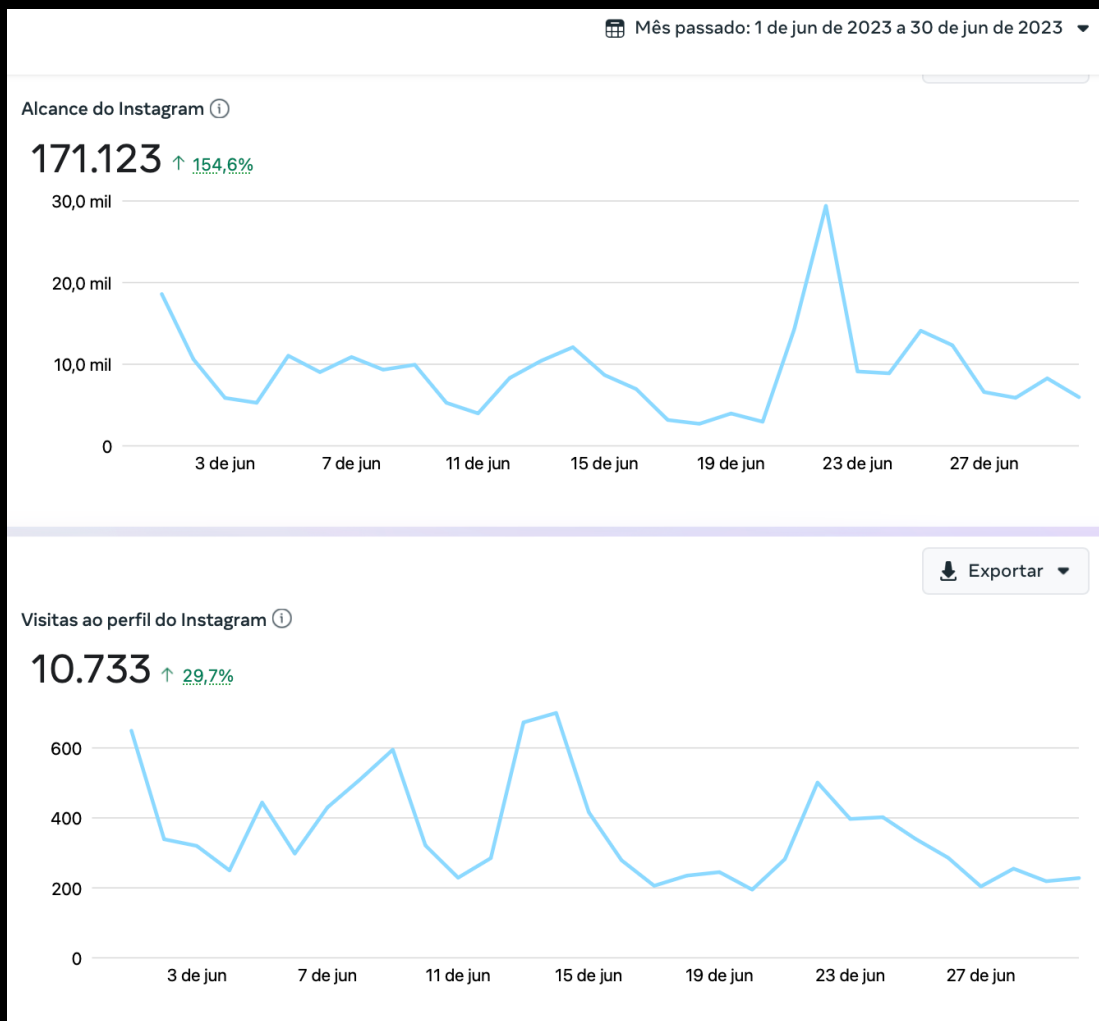 Mês passado: 1 de jun de 2023 a 30 de jun de 2023
Alcance do Instagram
171.123 ↑ 154,6%
30,0 mil
20,0 mil
10,0 mil
0
3 de jun 7 de jun 11 de jun 15 de jun 19 de jun 23 de jun 27 de jun
Exportar
Visitas ao perfil do Instagram
10.733 ↑ 29,7%
600
400
200
0
3 de jun 7 de jun 11 de jun 15 de jun 19 de jun 23 de jun 27 de jun